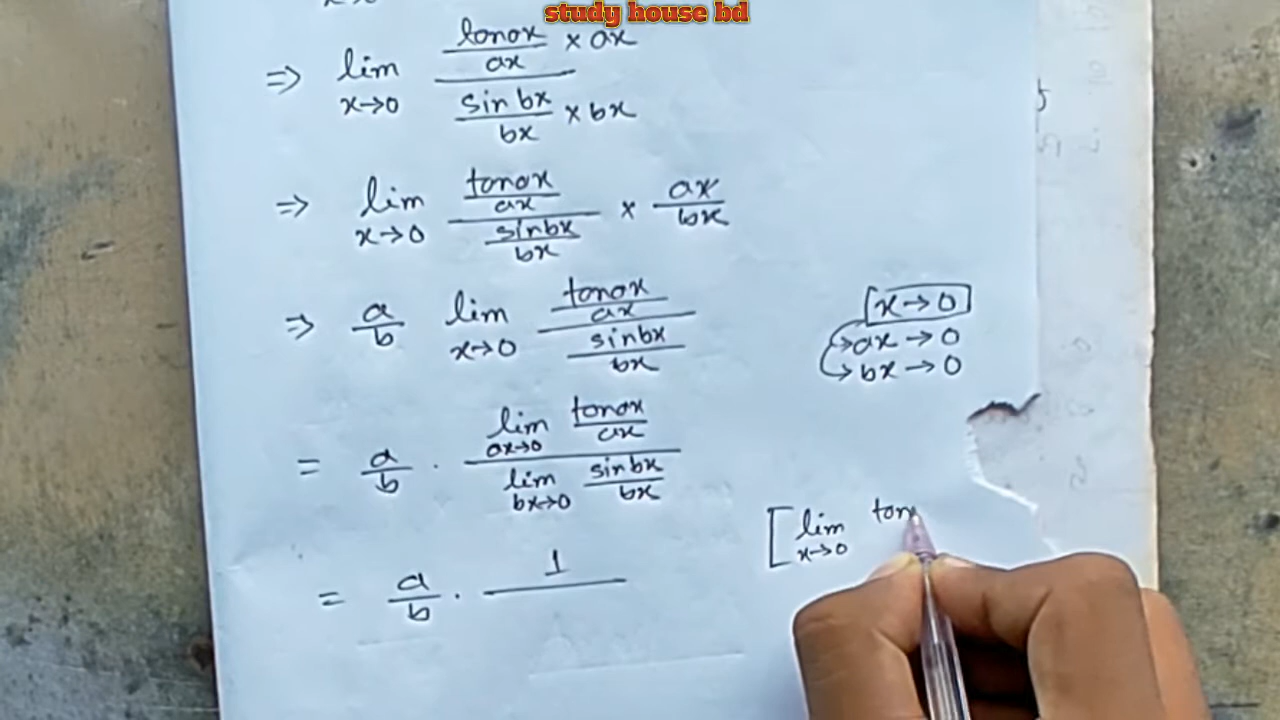 study house bd
=> lim x→0 (tanax/ax × ax)/(sin bx/bx × bx)
=> lim x→0 (tanax/ax)/(sinbx/bx) × ax/bx
=> a/b lim x→0 (tanax/ax)/(sinbx/bx)
[x→0]
ax→0
bx→0
= a/b . (lim ax→0 tanax/ax)/(lim bx→0 sinbx/bx)
= a/b . 1/
[lim x→0 tan